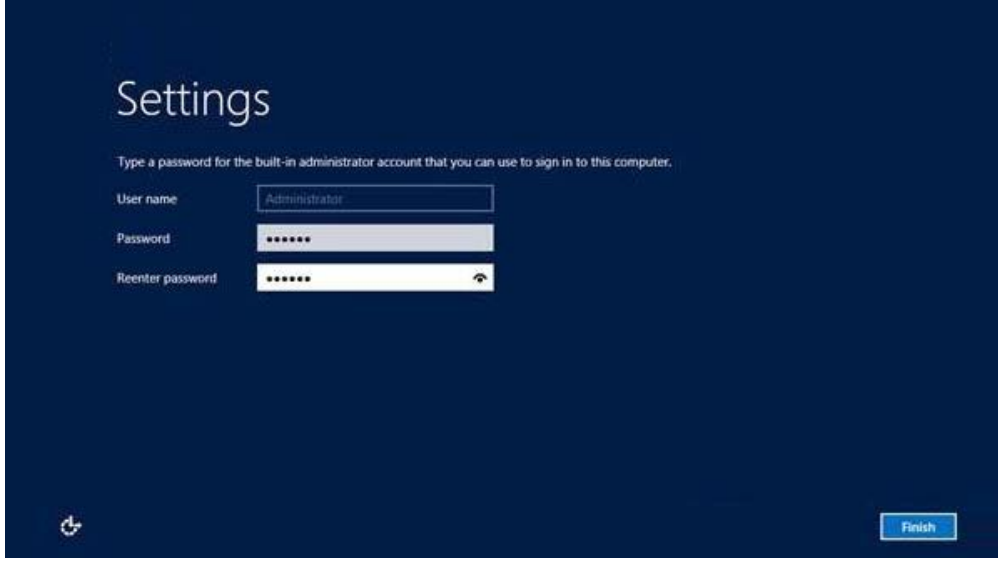 Settings
Type a password for the built-in administrator account that you can use to sign in to this computer.
User name Administrator
Password ••••••
Reenter password ••••••
Finish